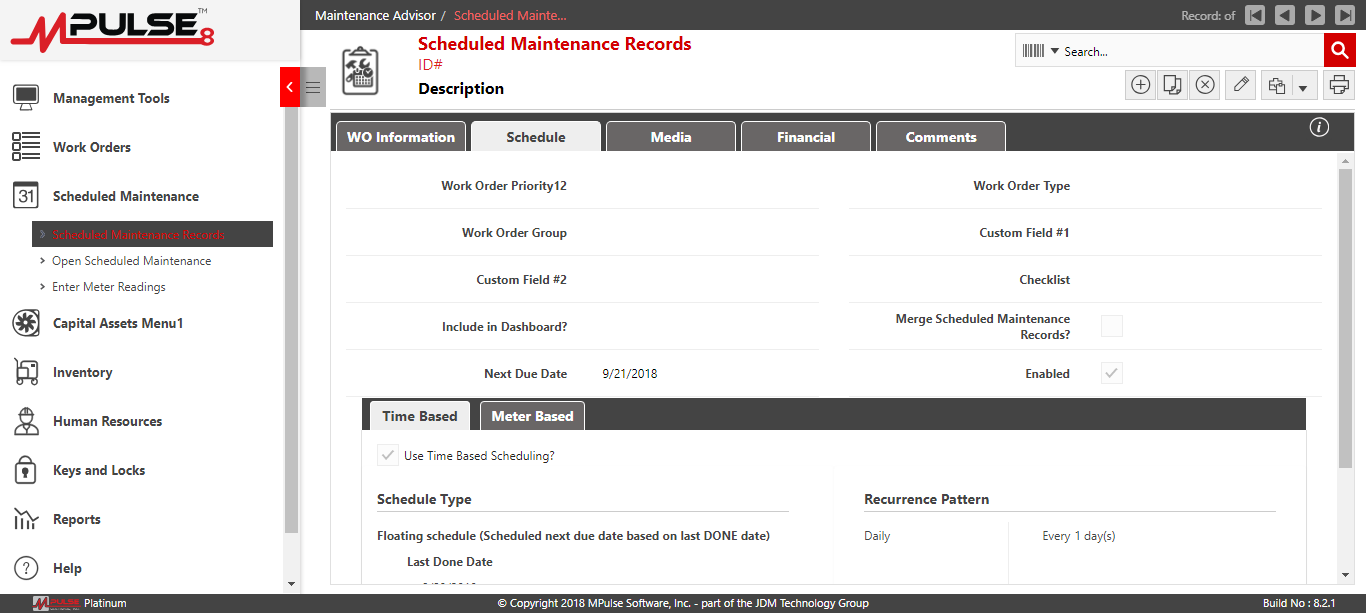 MPULSE 8 TM
Maintenance Advisor / Scheduled Mainte...
Record: of
Scheduled Maintenance Records
ID#
Description
Search...
Management Tools
Work Orders
31 Scheduled Maintenance
Scheduled Maintenance Records
Open Scheduled Maintenance
Enter Meter Readings
Capital Assets Menu1
Inventory
Human Resources
Keys and Locks
Reports
? Help
WO Information Schedule Media Financial Comments
i
Work Order Priority12 Work Order Type
Work Order Group Custom Field #1
Custom Field #2 Checklist
Include in Dashboard? Merge Scheduled Maintenance
Records?
Next Due Date 9/21/2018 Enabled
Time Based Meter Based
Use Time Based Scheduling?
Schedule Type Recurrence Pattern
Floating schedule (Scheduled next due date based on last DONE date) Daily Every 1 day(s)
Last Done Date
MPULSE Platinum
© Copyright 2018 MPulse Software, Inc. - part of the JDM Technology Group
Build No : 8.2.1